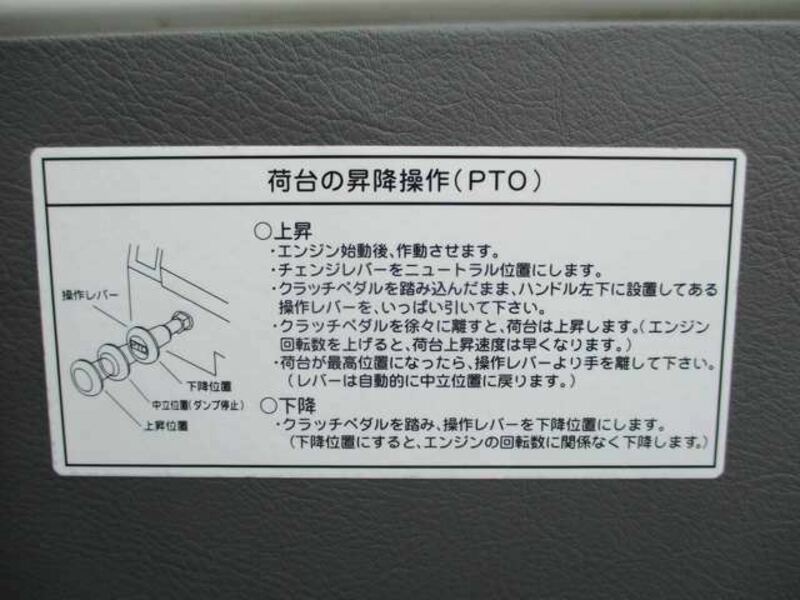 荷台の昇降操作(PTO)
○上昇
・エンジン始動後、作動させます。
・チェンジレバーをニュートラル位置にします。
・クラッチペダルを踏み込んだまま、ハンドル左下に設置してある
操作レバーを、いっぱい引いて下さい。
・クラッチペダルを徐々に離すと、荷台は上昇します。(エンジン
回転数を上げると、荷台上昇速度は早くなります。)
・荷台が最高位置になったら、操作レバーより手を離して下さい。
(レバーは自動的に中立位置に戻ります。)
○下降
・クラッチペダルを踏み、操作レバーを下降位置にします。
(下降位置にすると、エンジンの回転数に関係なく下降します。)
操作レバー
下降位置
中立位置(ダンプ停止)
上昇位置